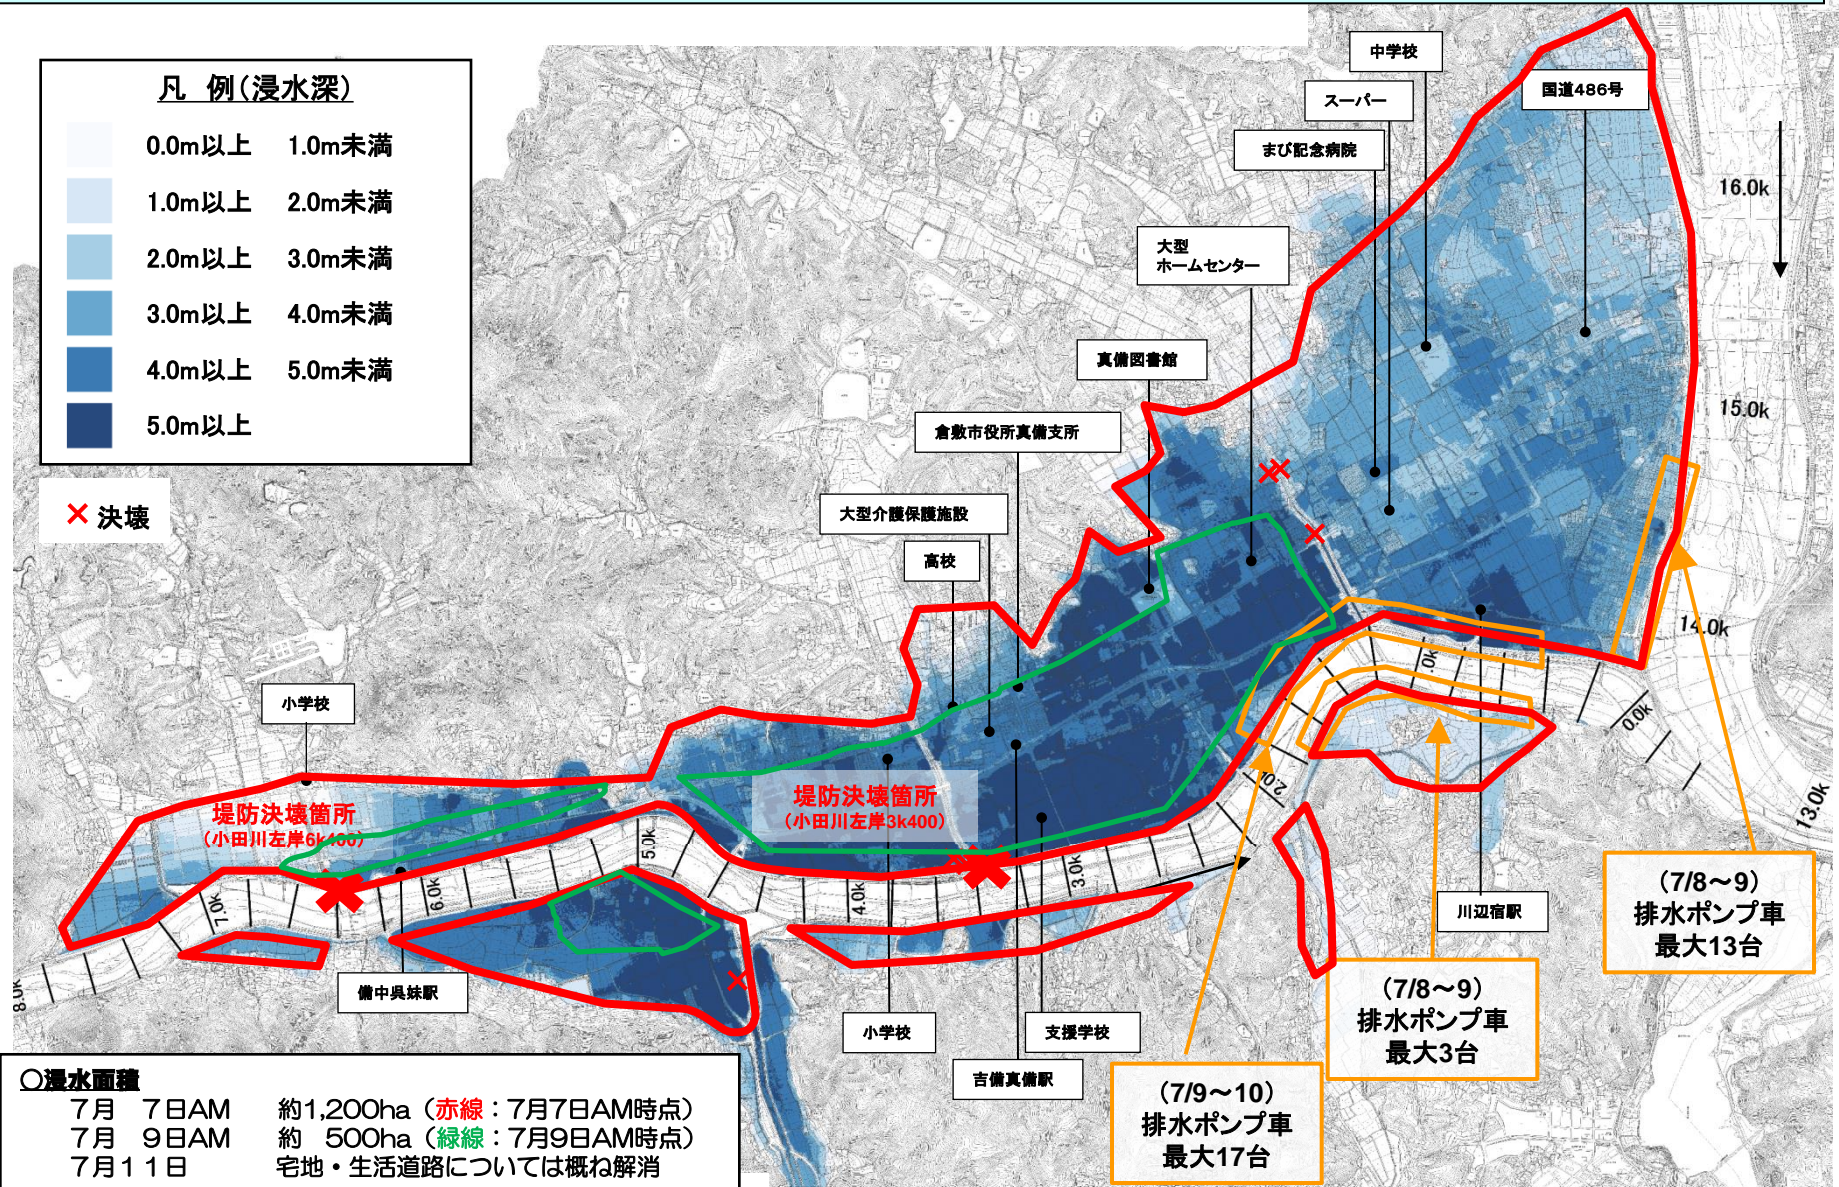 凡 例(浸水深)
0.0m以上 1.0m未満
1.0m以上 2.0m未満
2.0m以上 3.0m未満
3.0m以上 4.0m未満
4.0m以上 5.0m未満
5.0m以上
× 決壊
中学校
スーパー
国道486号
まび記念病院
大型
ホームセンター
真備図書館
倉敷市役所真備支所
大型介護保護施設
高校
小学校
堤防決壊箇所
(小田川左岸6k400)
堤防決壊箇所
(小田川左岸3k400)
16.0k
15.0k
14.0k
13.0k
0.0k
.0k
2.0k
3.0k
4.0k
5.0k
6.0k
7.0k
8.0k
備中呉妹駅
小学校
支援学校
吉備真備駅
川辺宿駅
(7/8～9)
排水ポンプ車
最大13台
(7/8～9)
排水ポンプ車
最大3台
(7/9～10)
排水ポンプ車
最大17台
○浸水面積
7月 7日AM 約1,200ha（赤線：7月7日AM時点）
7月 9日AM 約 500ha（緑線：7月9日AM時点）
7月11日 宅地・生活道路については概ね解消